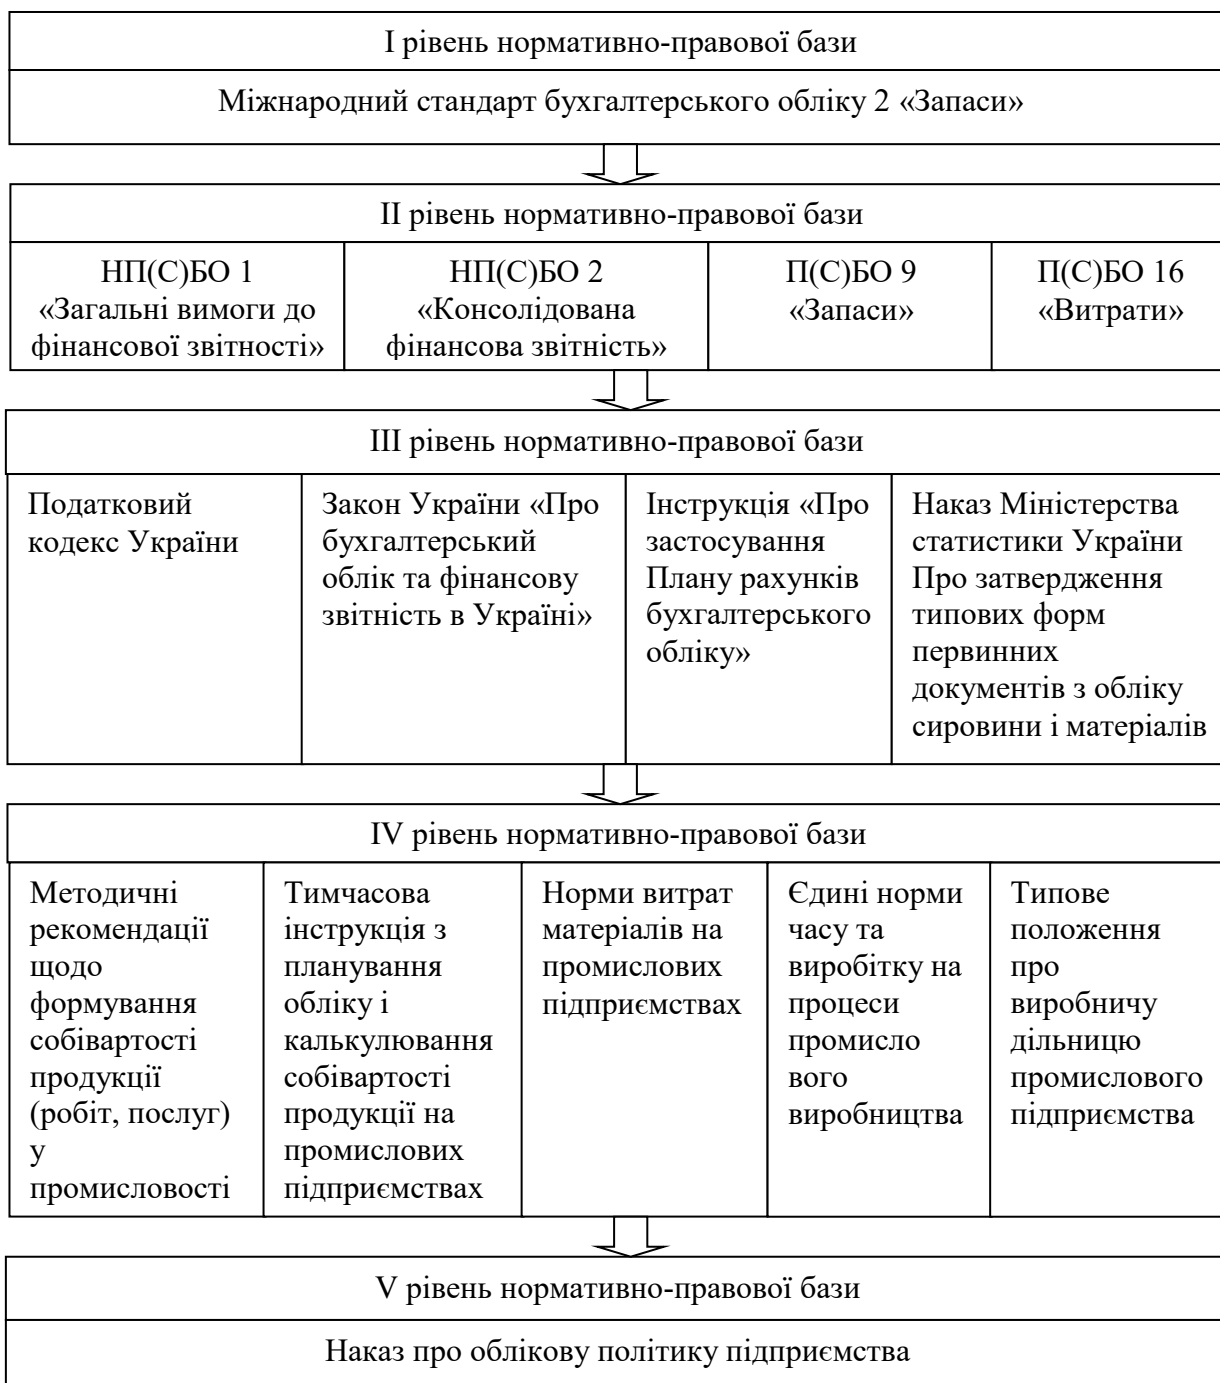 І рівень нормативно-правової бази
Міжнародний стандарт бухгалтерського обліку 2 «Запаси»
ІІ рівень нормативно-правової бази
НП(С)БО 1
«Загальні вимоги до
фінансової звітності»
НП(С)БО 2
«Консолідована
фінансова звітність»
П(С)БО 9
«Запаси»
П(С)БО 16
«Витрати»
ІІІ рівень нормативно-правової бази
Податковий
кодекс України
Закон України «Про
бухгалтерський
облік та фінансову
звітність в Україні»
Інструкція «Про
застосування
Плану рахунків
бухгалтерського
обліку»
Наказ Міністерства
статистики України
Про затвердження
типових форм
первинних
документів з обліку
сировини і матеріалів
IV рівень нормативно-правової бази
Методичні
рекомендації
щодо
формування
собівартості
продукції
(робіт, послуг)
у
промисловості
Тимчасова
інструкція з
планування
обліку і
калькулювання
собівартості
продукції на
промислових
підприємствах
Норми витрат
матеріалів на
промислових
підприємствах
Єдині норми
часу та
виробітку на
процеси
промисло
вого
виробництва
Типове
положення
про
виробничу
дільницю
промислового
підприємства
V рівень нормативно-правової бази
Наказ про облікову політику підприємства